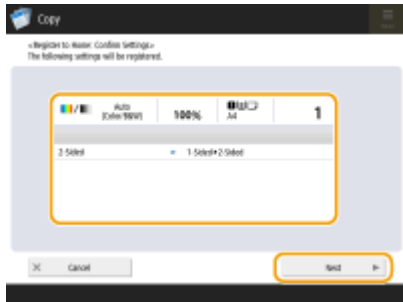 Copy
<Register to Home: Confirm Settings>
The following settings will be registered.
Auto
(Color/B&W)
100%
A4
1
2-Sided
1-Sided▸2-Sided
Cancel
Next